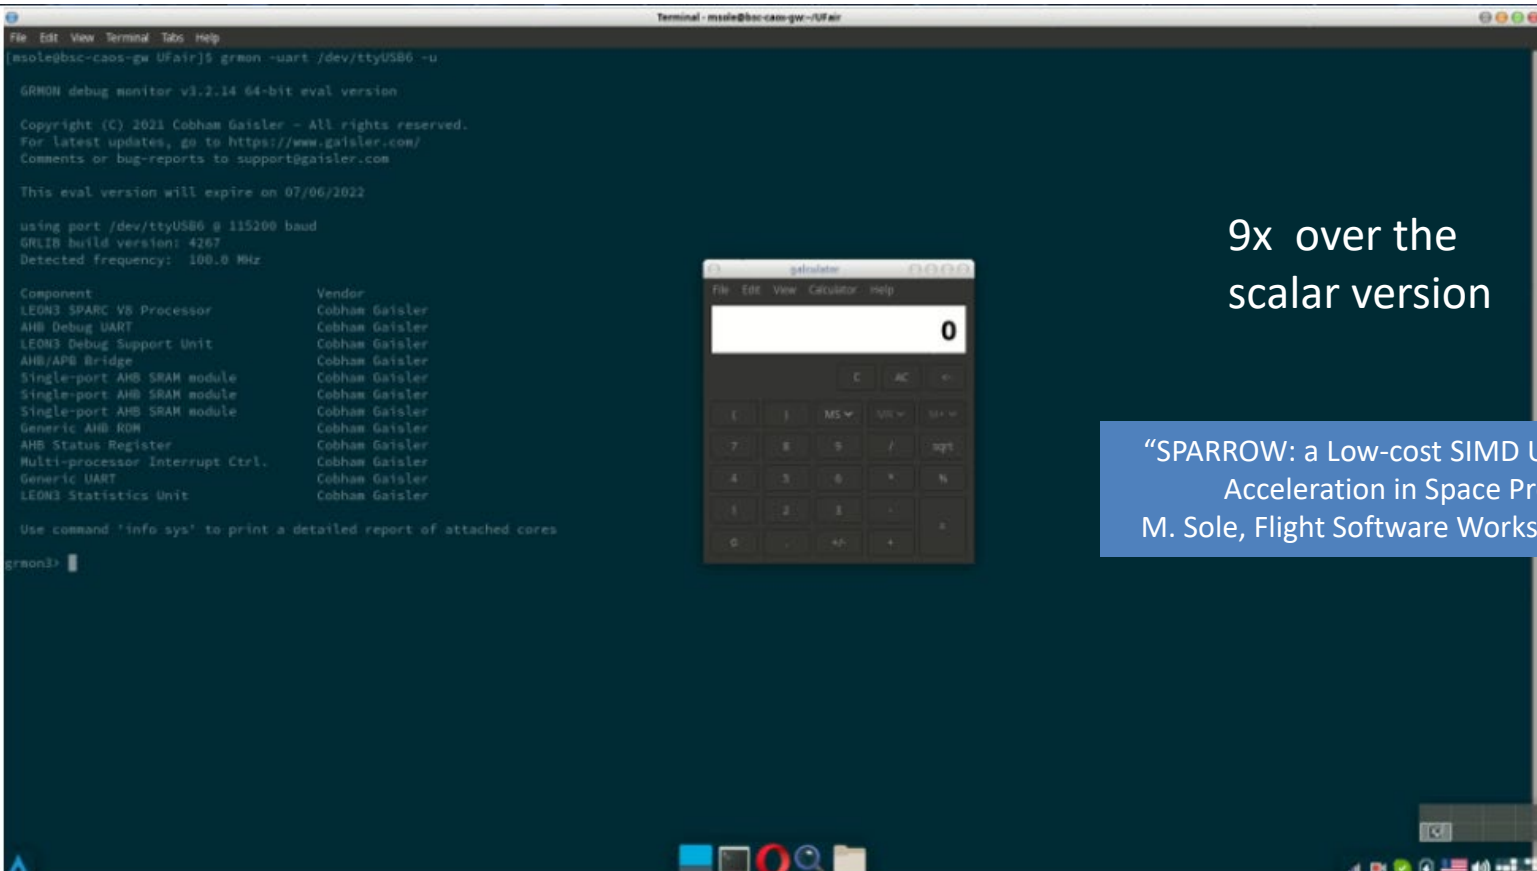 Terminal - msole@bsc-caos-gw:~/UFair
File Edit View Terminal Tabs Help
[msole@bsc-caos-gw UFair]$ grmon -uart /dev/ttyUSB6 -u
GRMON debug monitor v3.2.14 64-bit eval version
Copyright (C) 2021 Cobham Gaisler - All rights reserved.
For latest updates, go to https://www.gaisler.com/
Comments or bug-reports to support@gaisler.com
This eval version will expire on 07/06/2022
using port /dev/ttyUSB6 @ 115200 baud
GRLIB build version: 4267
Detected frequency: 100.0 MHz
Component Vendor
LEON3 SPARC V8 Processor Cobham Gaisler
AHB Debug UART Cobham Gaisler
LEON3 Debug Support Unit Cobham Gaisler
AHB/APB Bridge Cobham Gaisler
Single-port AHB SRAM module Cobham Gaisler
Single-port AHB SRAM module Cobham Gaisler
Single-port AHB SRAM module Cobham Gaisler
Generic AHB ROM Cobham Gaisler
AHB Status Register Cobham Gaisler
Multi-processor Interrupt Ctrl. Cobham Gaisler
Generic UART Cobham Gaisler
LEON3 Statistics Unit Cobham Gaisler
Use command 'info sys' to print a detailed report of attached cores
grmon3>
galculator
File Edit View Calculator Help
0
C AC <-
( ) MS MR M+
7 8 9 / sqrt
4 5 6 * %
1 2 3 - =
0 . +/- +
9x over the
scalar version
“SPARROW: a Low-cost SIMD U
Acceleration in Space Pr
M. Sole, Flight Software Works